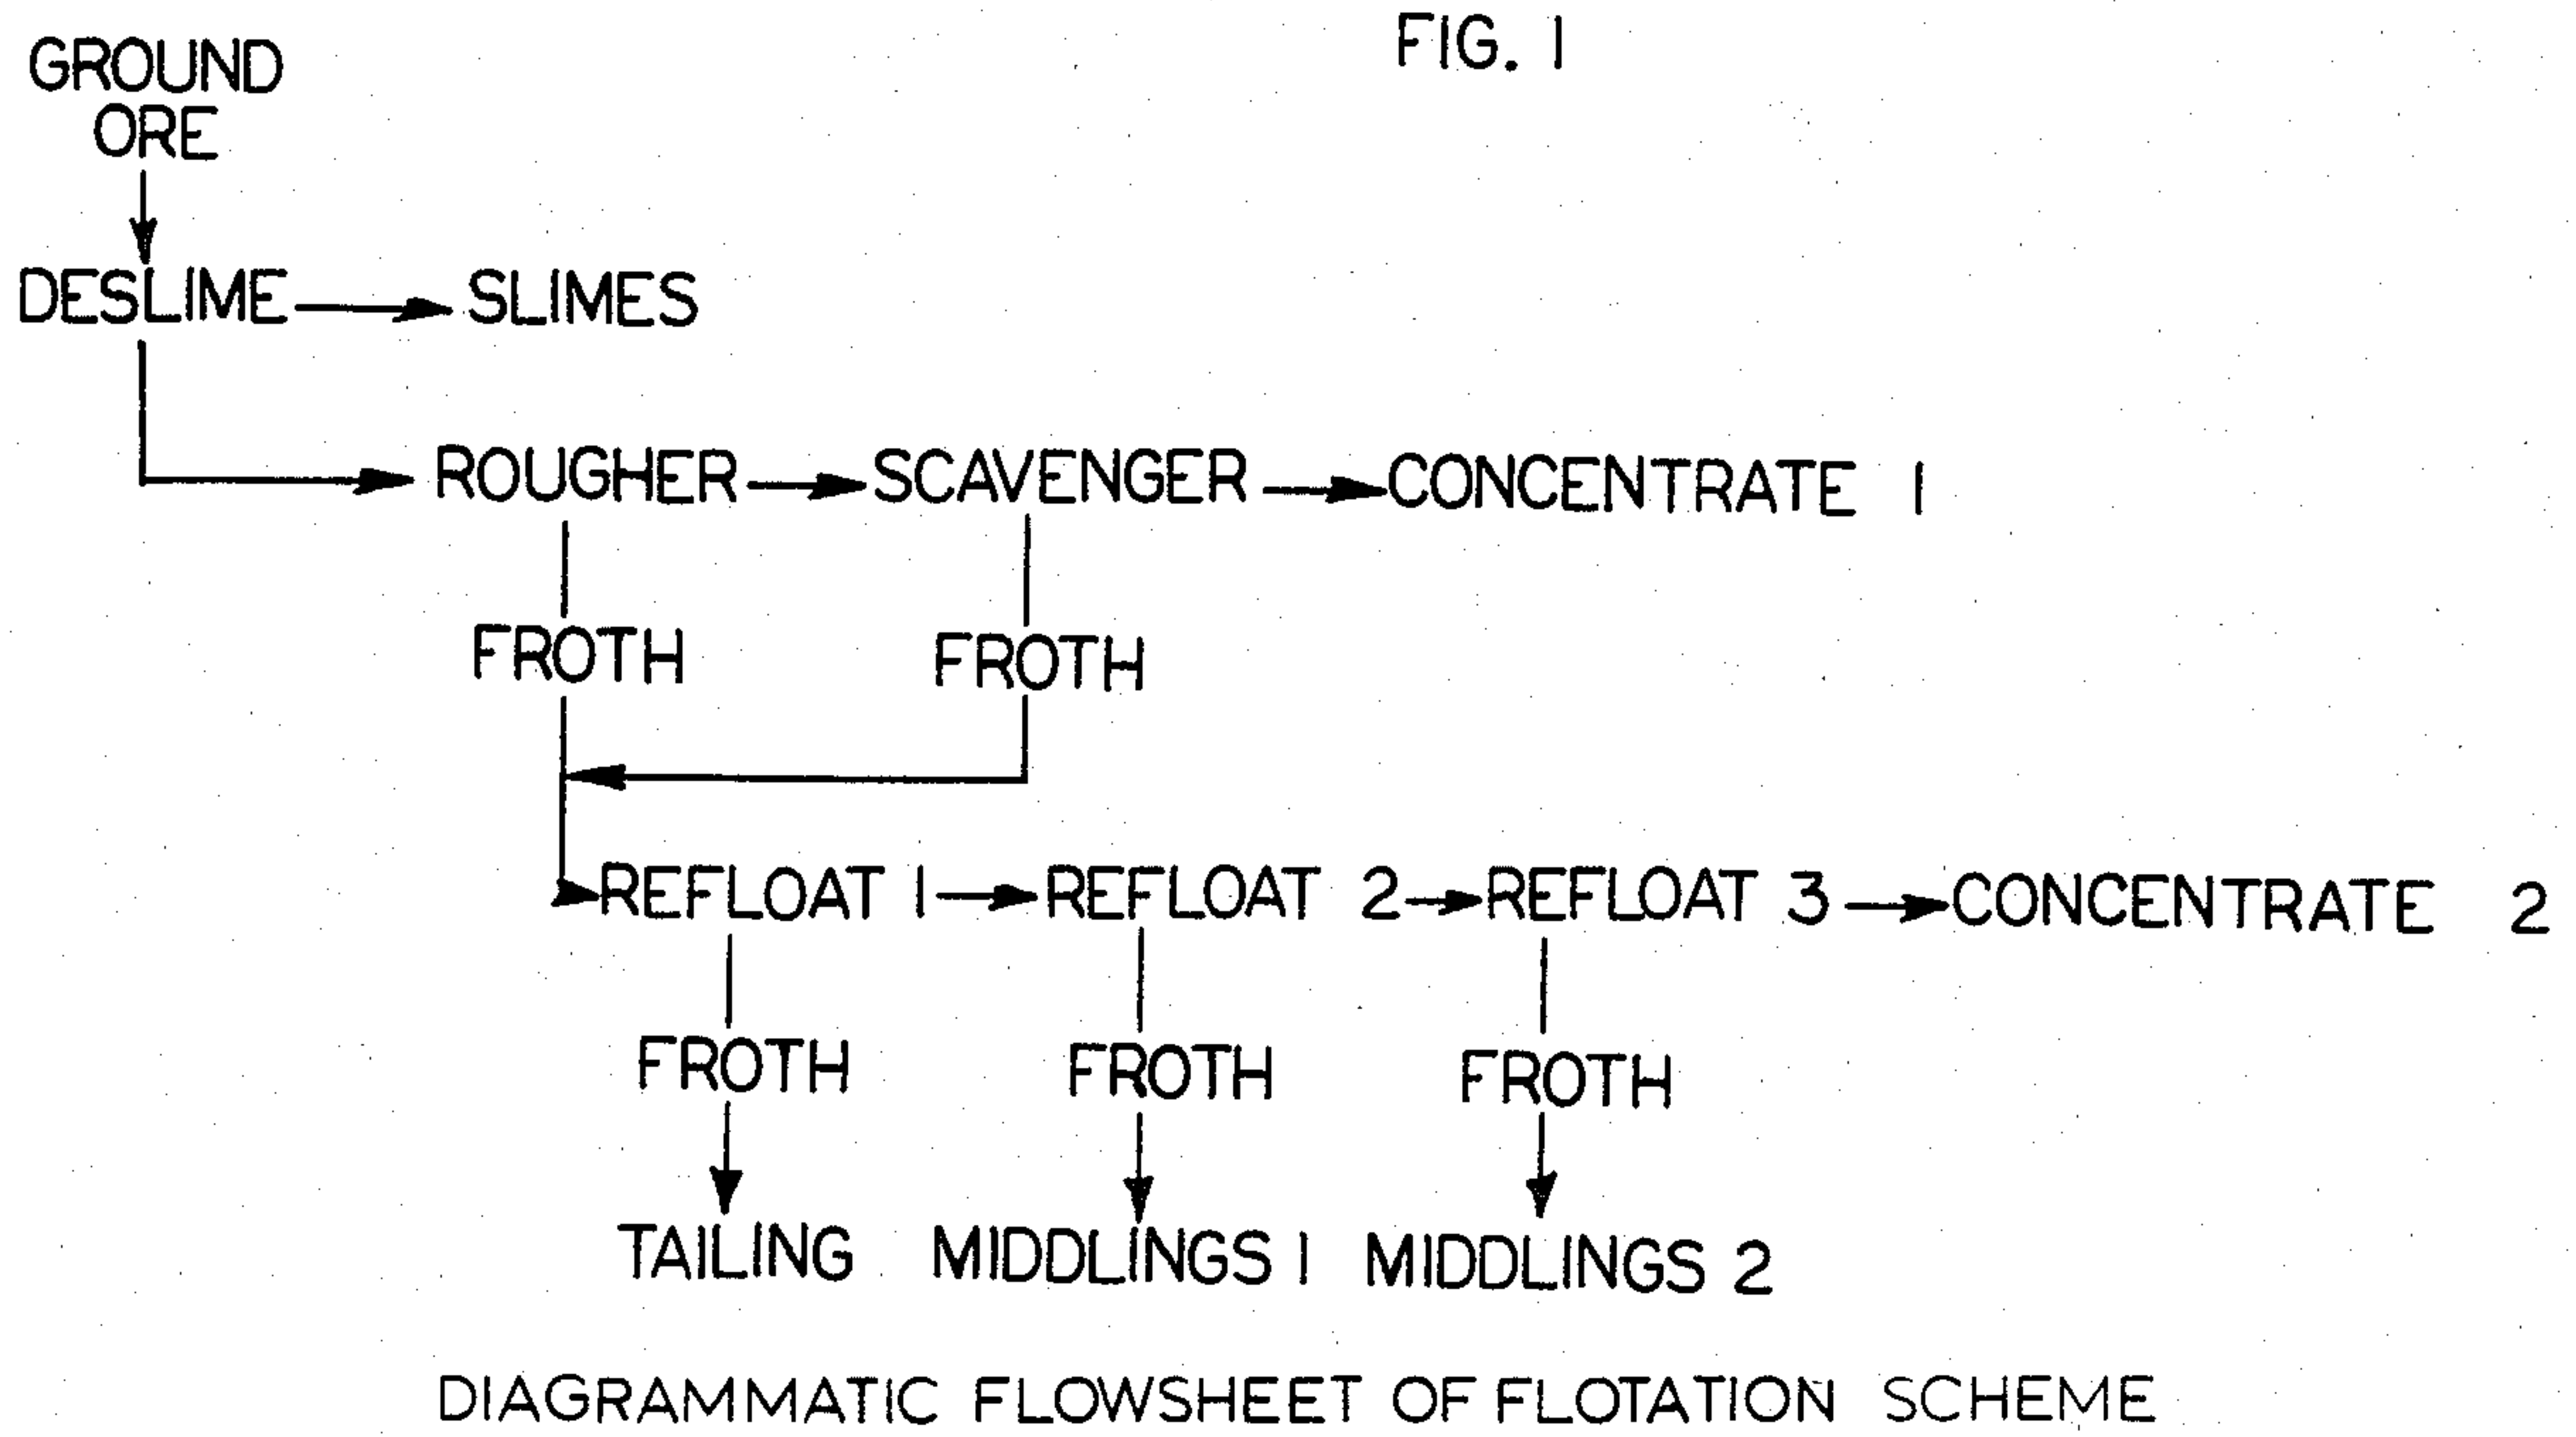 FIG. 1
GROUND
ORE
DESLIME SLIMES
ROUGHER SCAVENGER CONCENTRATE 1
FROTH FROTH
REFLOAT 1 REFLOAT 2 REFLOAT 3 CONCENTRATE 2
FROTH FROTH FROTH
TAILING MIDDLINGS 1 MIDDLINGS 2
DIAGRAMMATIC FLOWSHEET OF FLOTATION SCHEME